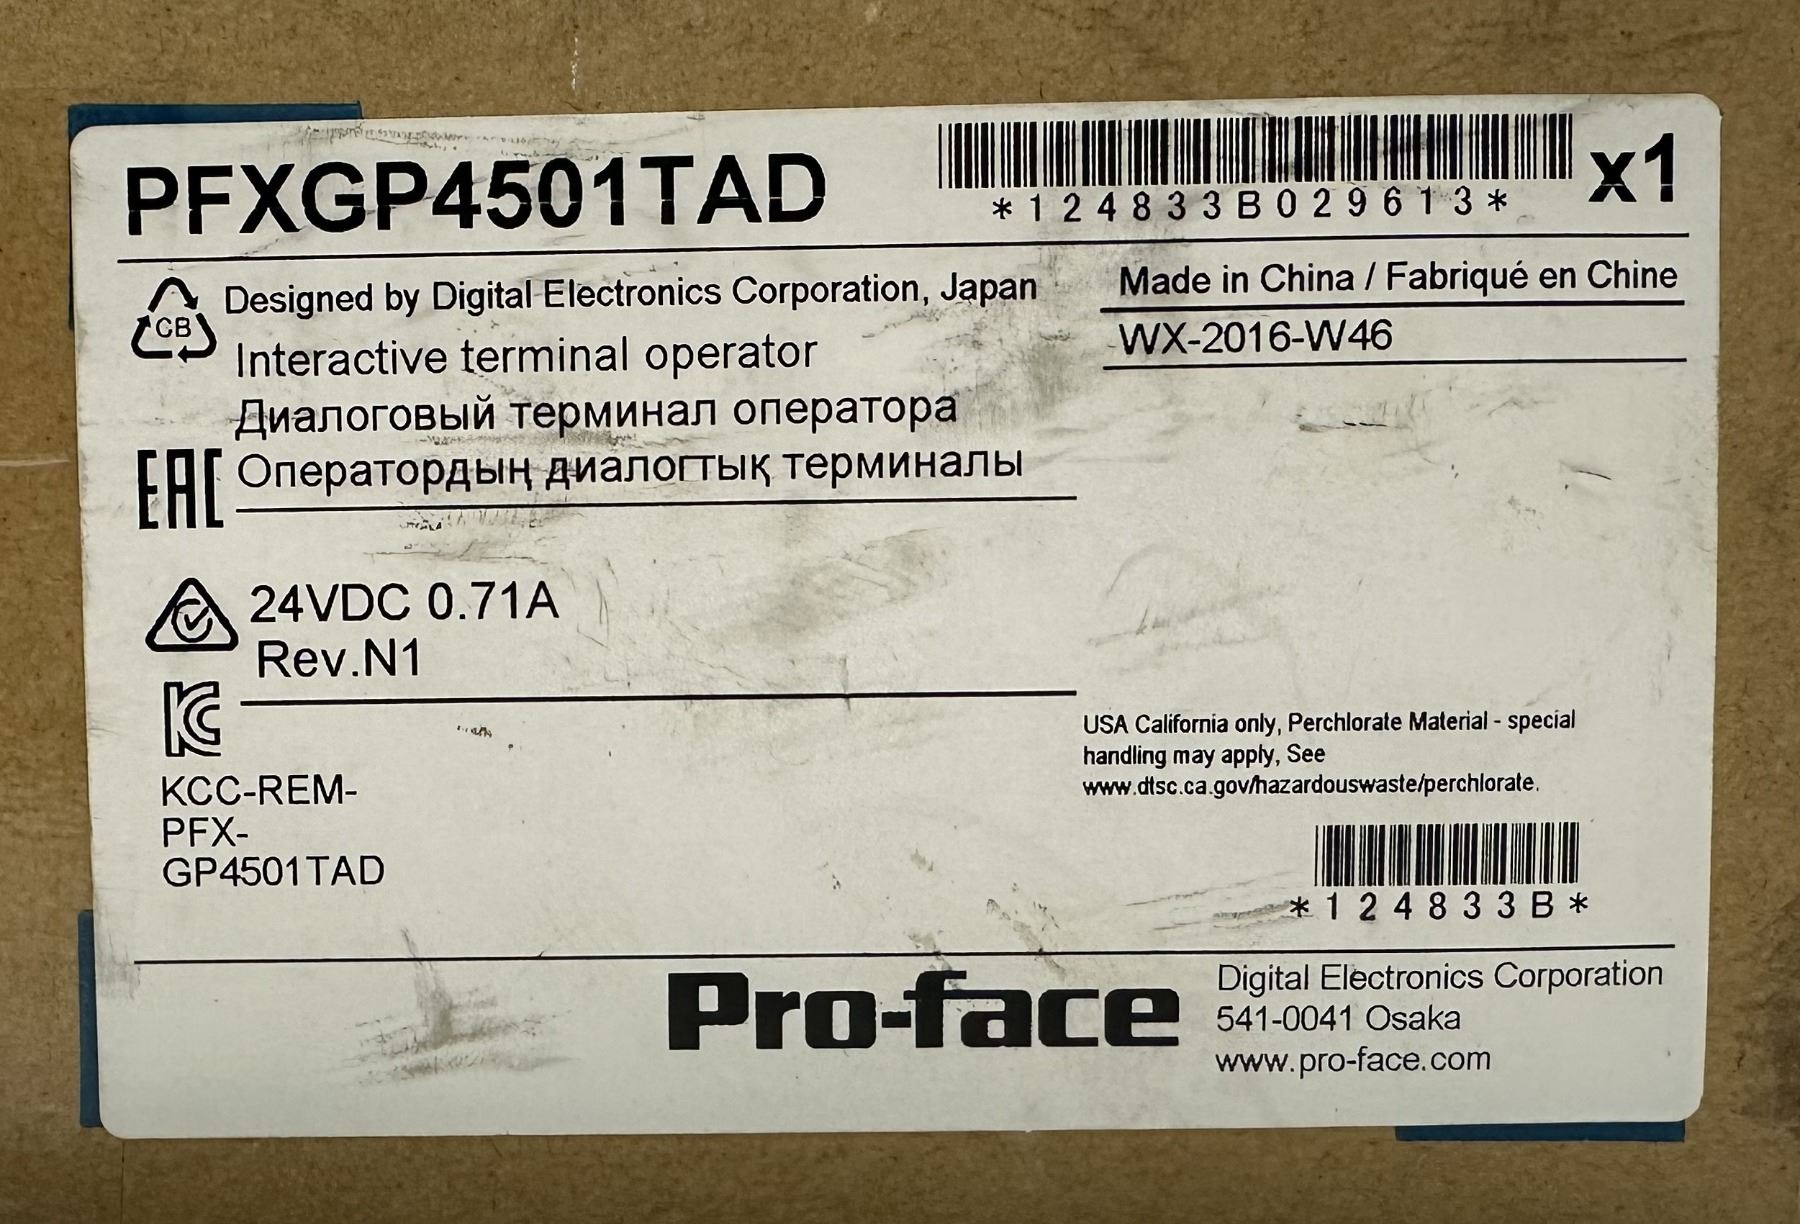 PFXGP4501TAD
*124833B029613*
x1
CB
Designed by Digital Electronics Corporation, Japan
Made in China / Fabriqué en Chine
Interactive terminal operator
WX-2016-W46
Диалоговый терминал оператора
EAC
Оператордың диалогтық терминалы
24VDC 0.71A
Rev.N1
KC
KCC-REM-
PFX-
GP4501TAD
USA California only, Perchlorate Material - special
handling may apply, See
www.dtsc.ca.gov/hazardouswaste/perchlorate.
*124833B*
Pro-face
Digital Electronics Corporation
541-0041 Osaka
www.pro-face.com